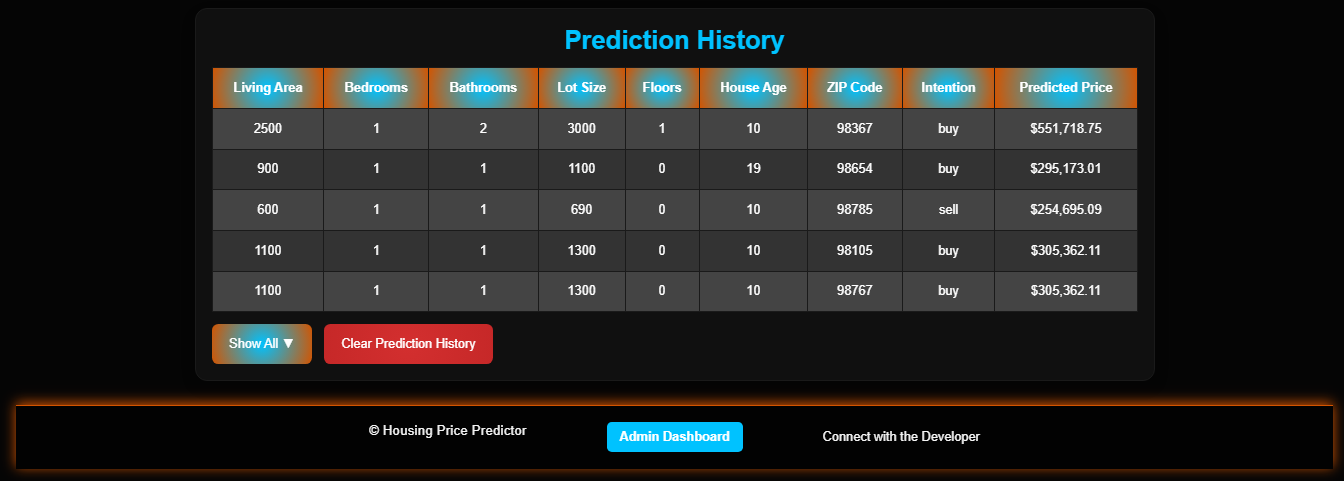 Prediction History
Living Area Bedrooms Bathrooms Lot Size Floors House Age ZIP Code Intention Predicted Price
2500 1 2 3000 1 10 98367 buy $551,718.75
900 1 1 1100 0 19 98654 buy $295,173.01
600 1 1 690 0 10 98785 sell $254,695.09
1100 1 1 1300 0 10 98105 buy $305,362.11
1100 1 1 1300 0 10 98767 buy $305,362.11
Show All ▼ Clear Prediction History
© Housing Price Predictor Admin Dashboard Connect with the Developer